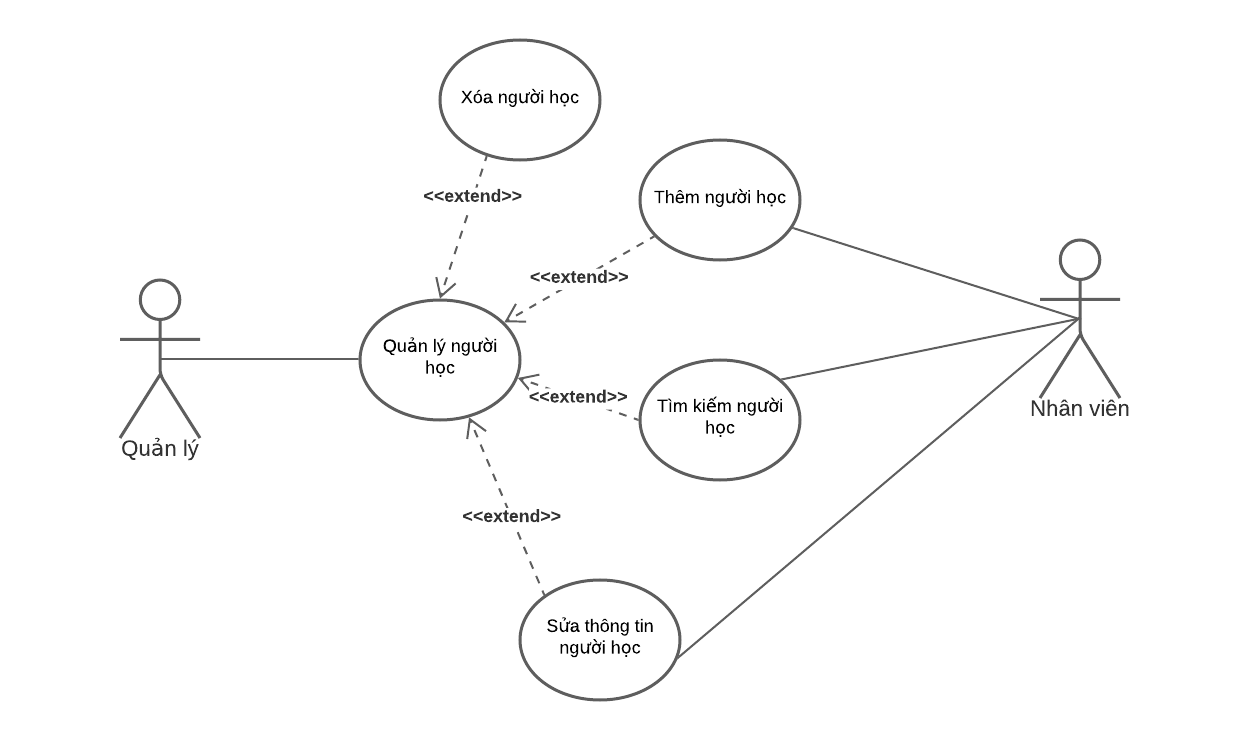 Xóa người học
<<extend>>
Thêm người học
<<extend>>
Quản lý người
học
<<extend>>
Tìm kiếm người
học
Nhân viên
Quản lý
<<extend>>
Sửa thông tin
người học